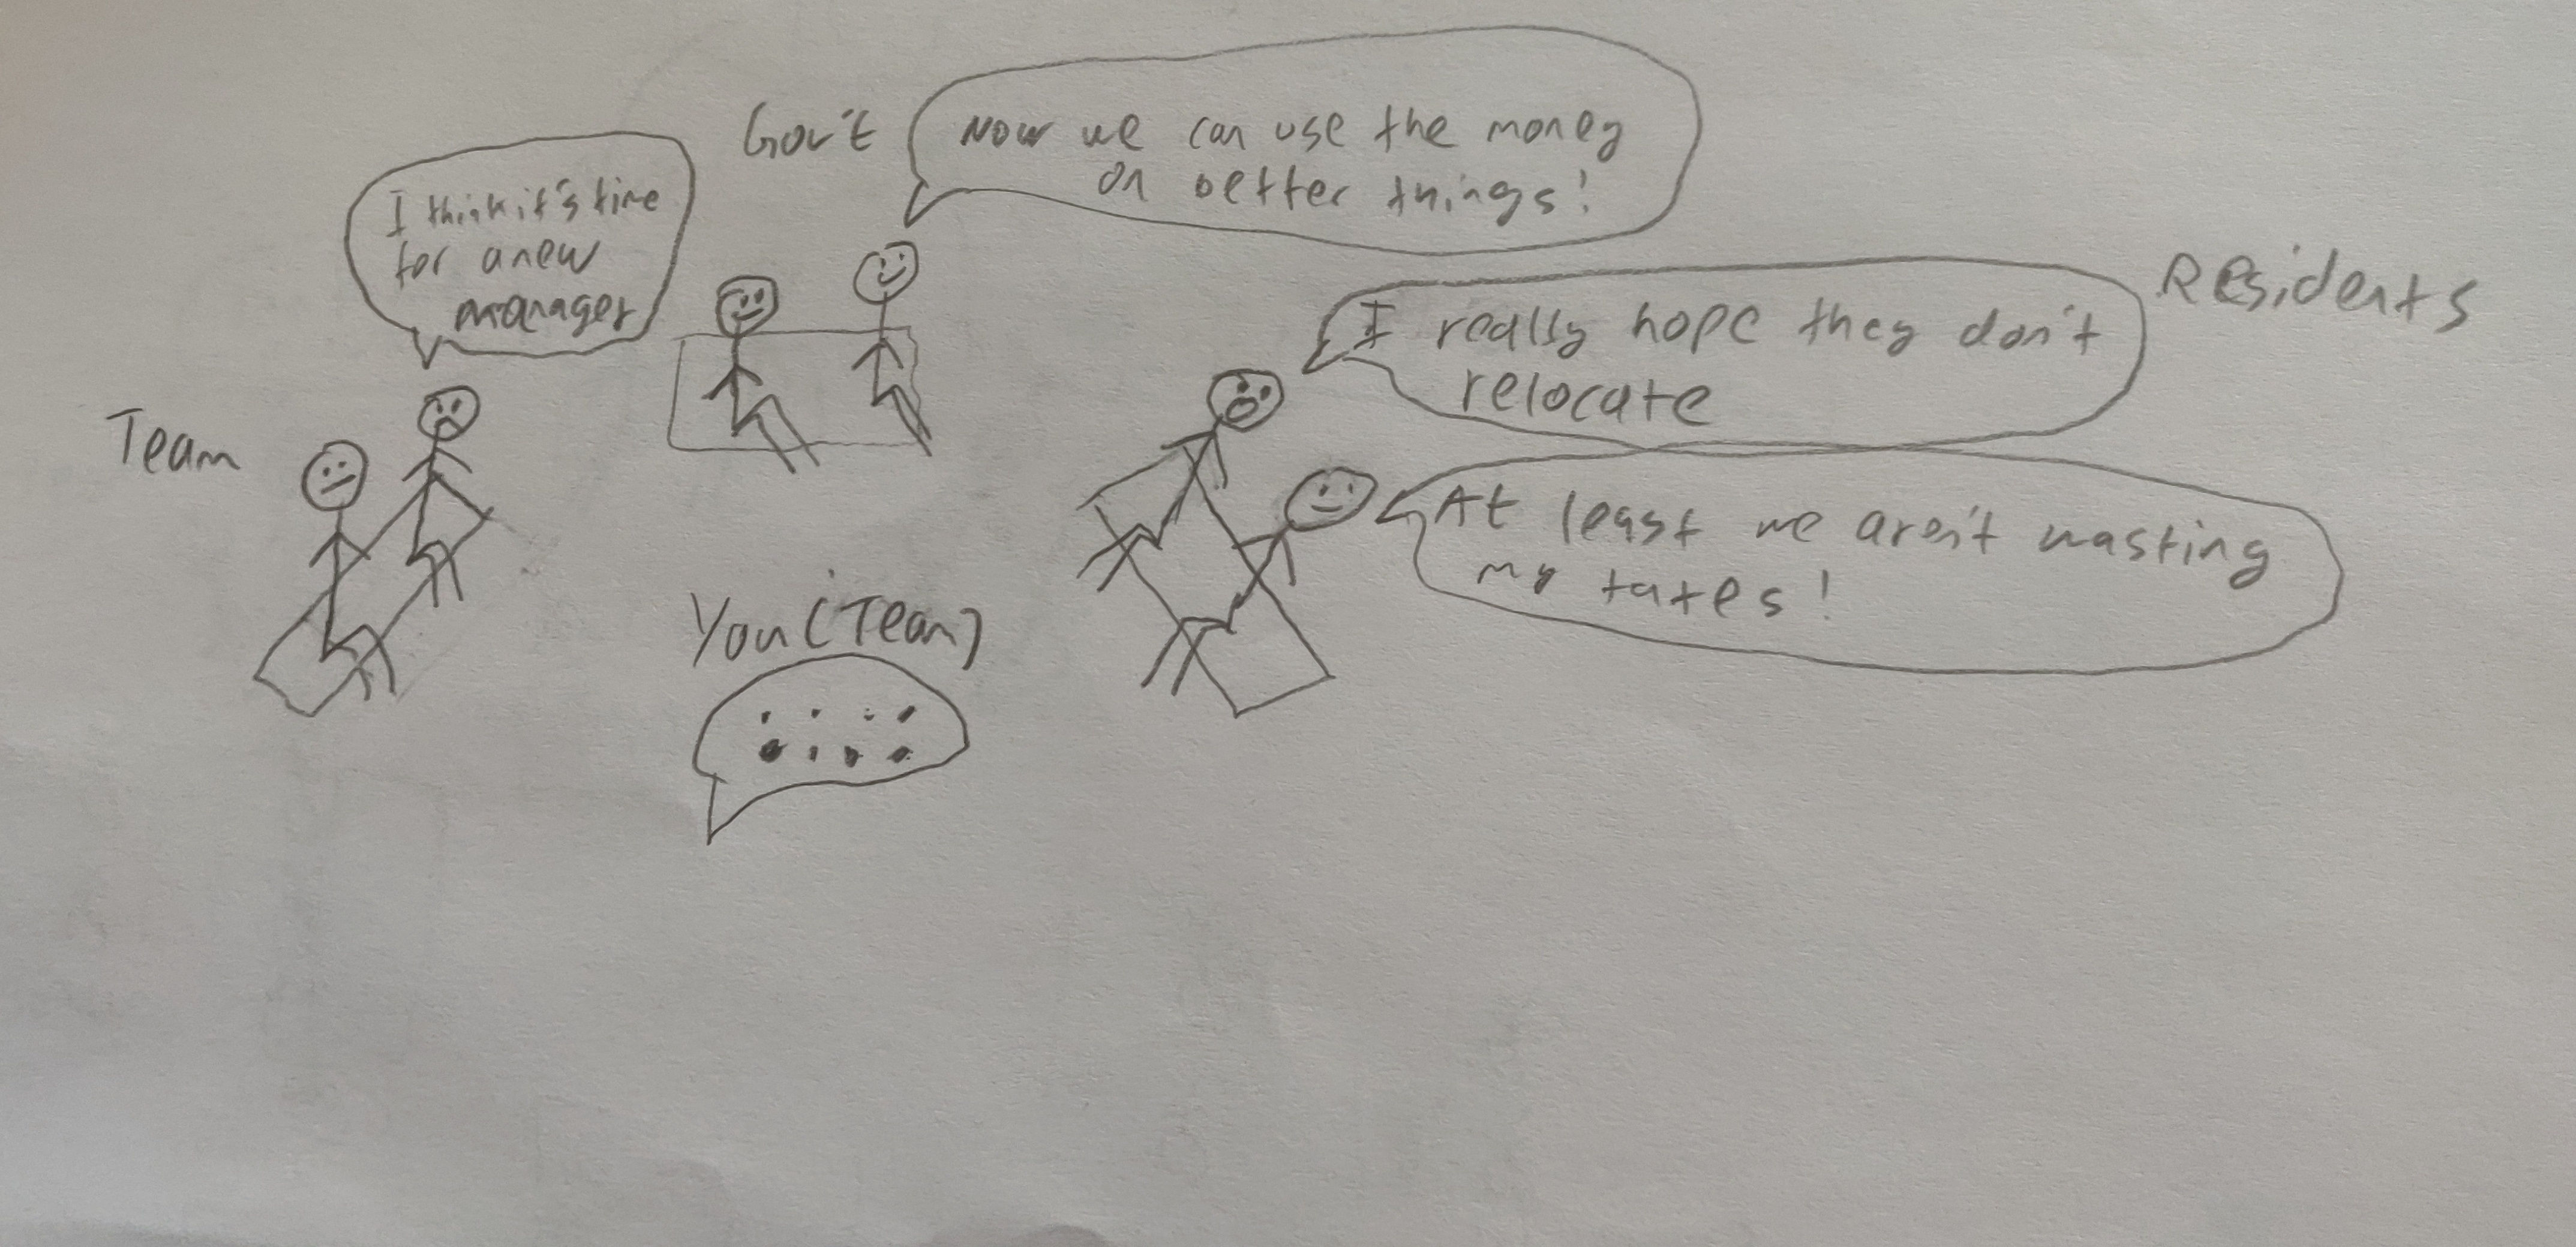 Gov't
Now we can use the money
on better things!
I think it's time
for a new
manager
Residents
I really hope they don't
relocate
Team
At least we aren't wasting
my taxes!
You (Team)